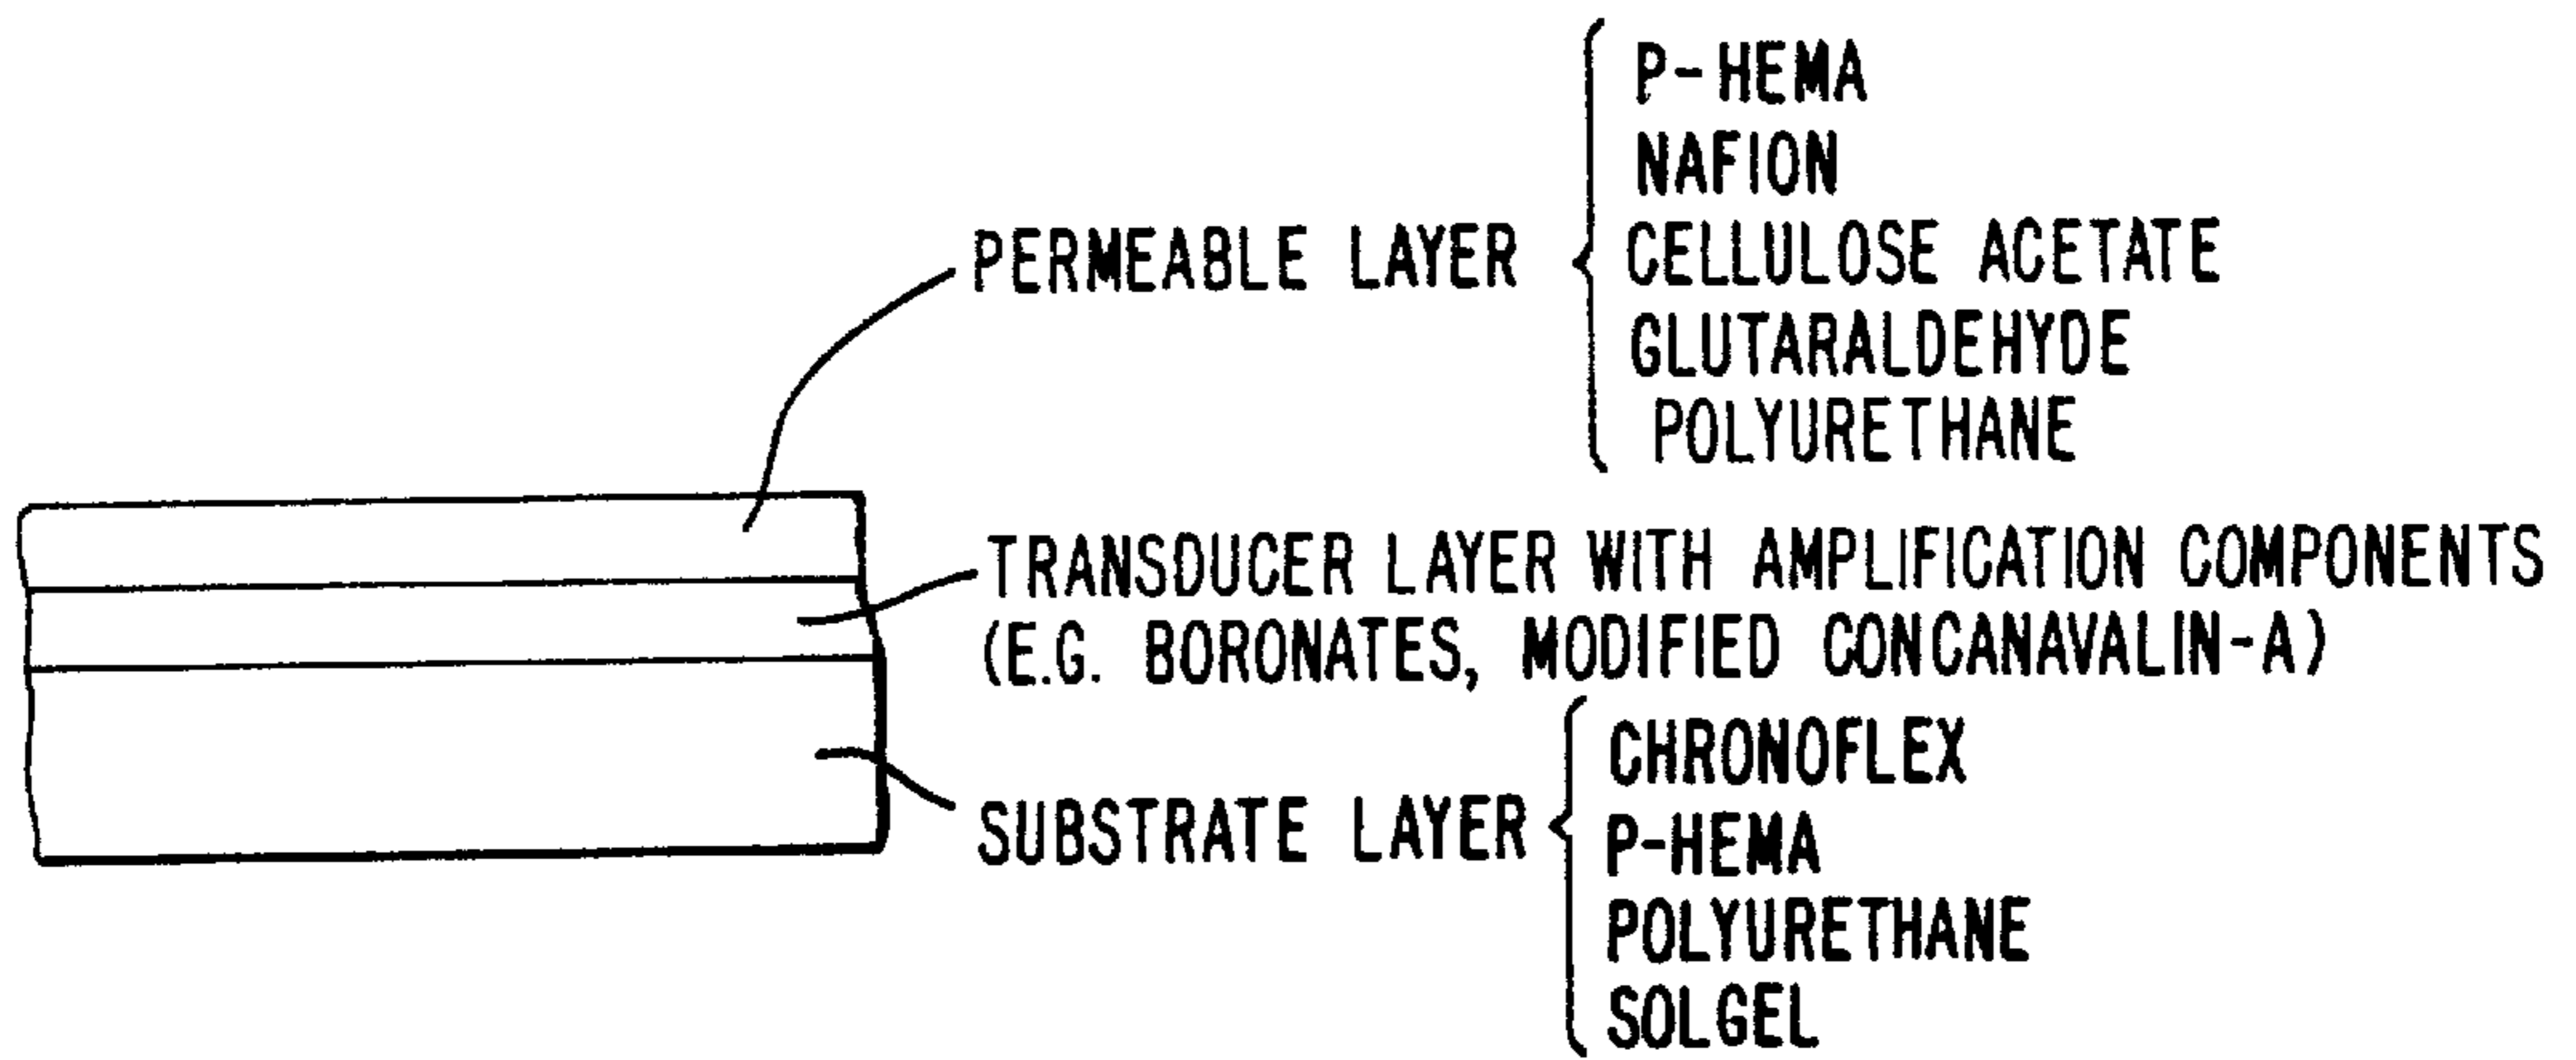 P-HEMA
NAFION
PERMEABLE LAYER
CELLULOSE ACETATE
GLUTARALDEHYDE
POLYURETHANE
TRANSDUCER LAYER WITH AMPLIFICATION COMPONENTS
(E.G. BORONATES, MODIFIED CONCANAVALIN-A)
SUBSTRATE LAYER
CHRONOFLEX
P-HEMA
POLYURETHANE
SOLGEL